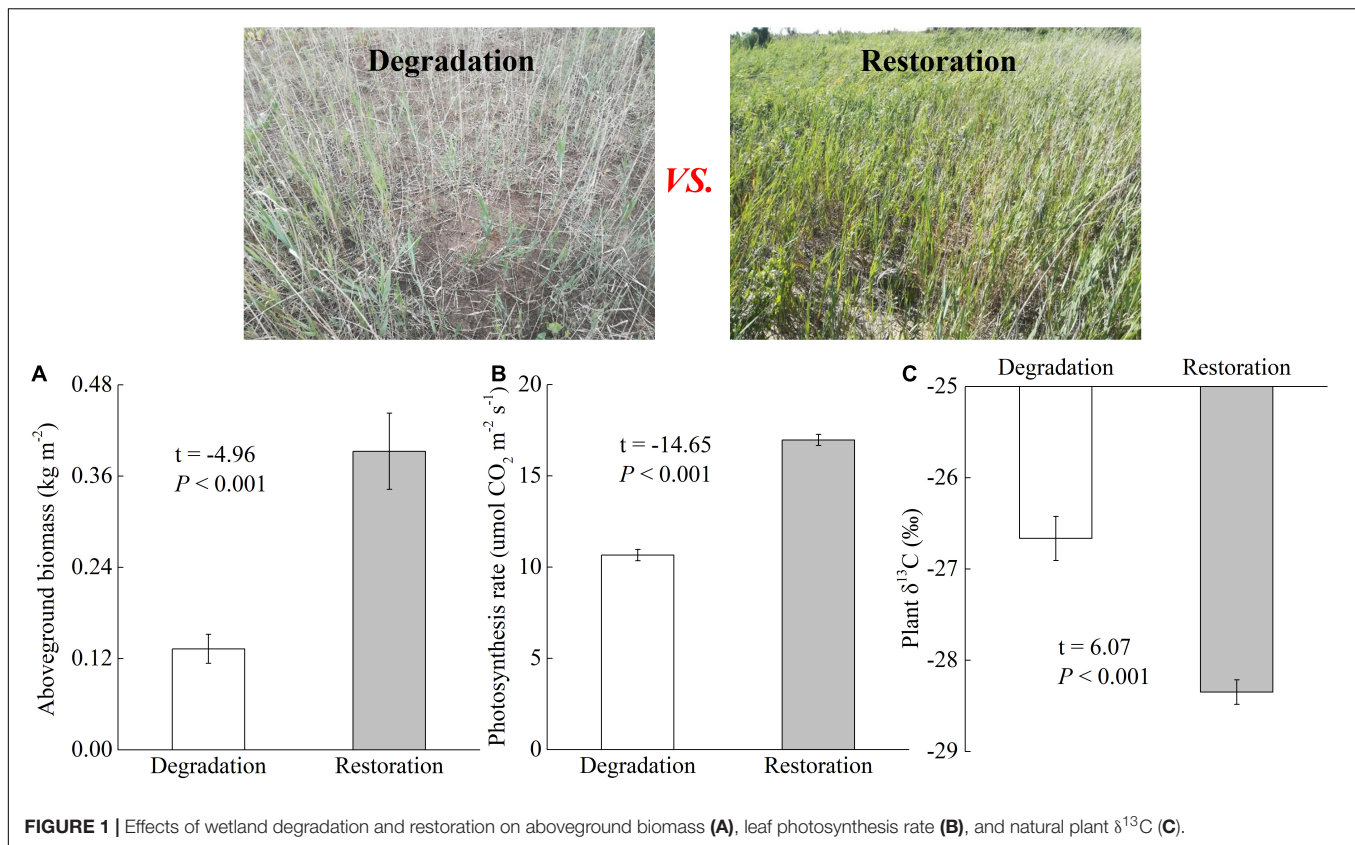 Degradation
VS.
Restoration
A
Aboveground biomass (kg m⁻²)
0.48
0.36
0.24
0.12
0.00
t = -4.96
P < 0.001
Degradation
Restoration
B
Photosynthesis rate (umol CO₂ m⁻² s⁻¹)
20
15
10
5
0
t = -14.65
P < 0.001
Degradation
Restoration
C
Degradation
Restoration
Plant δ¹³C (‰)
-25
-26
-27
-28
-29
t = 6.07
P < 0.001
FIGURE 1 | Effects of wetland degradation and restoration on aboveground biomass (A), leaf photosynthesis rate (B), and natural plant δ¹³C (C).